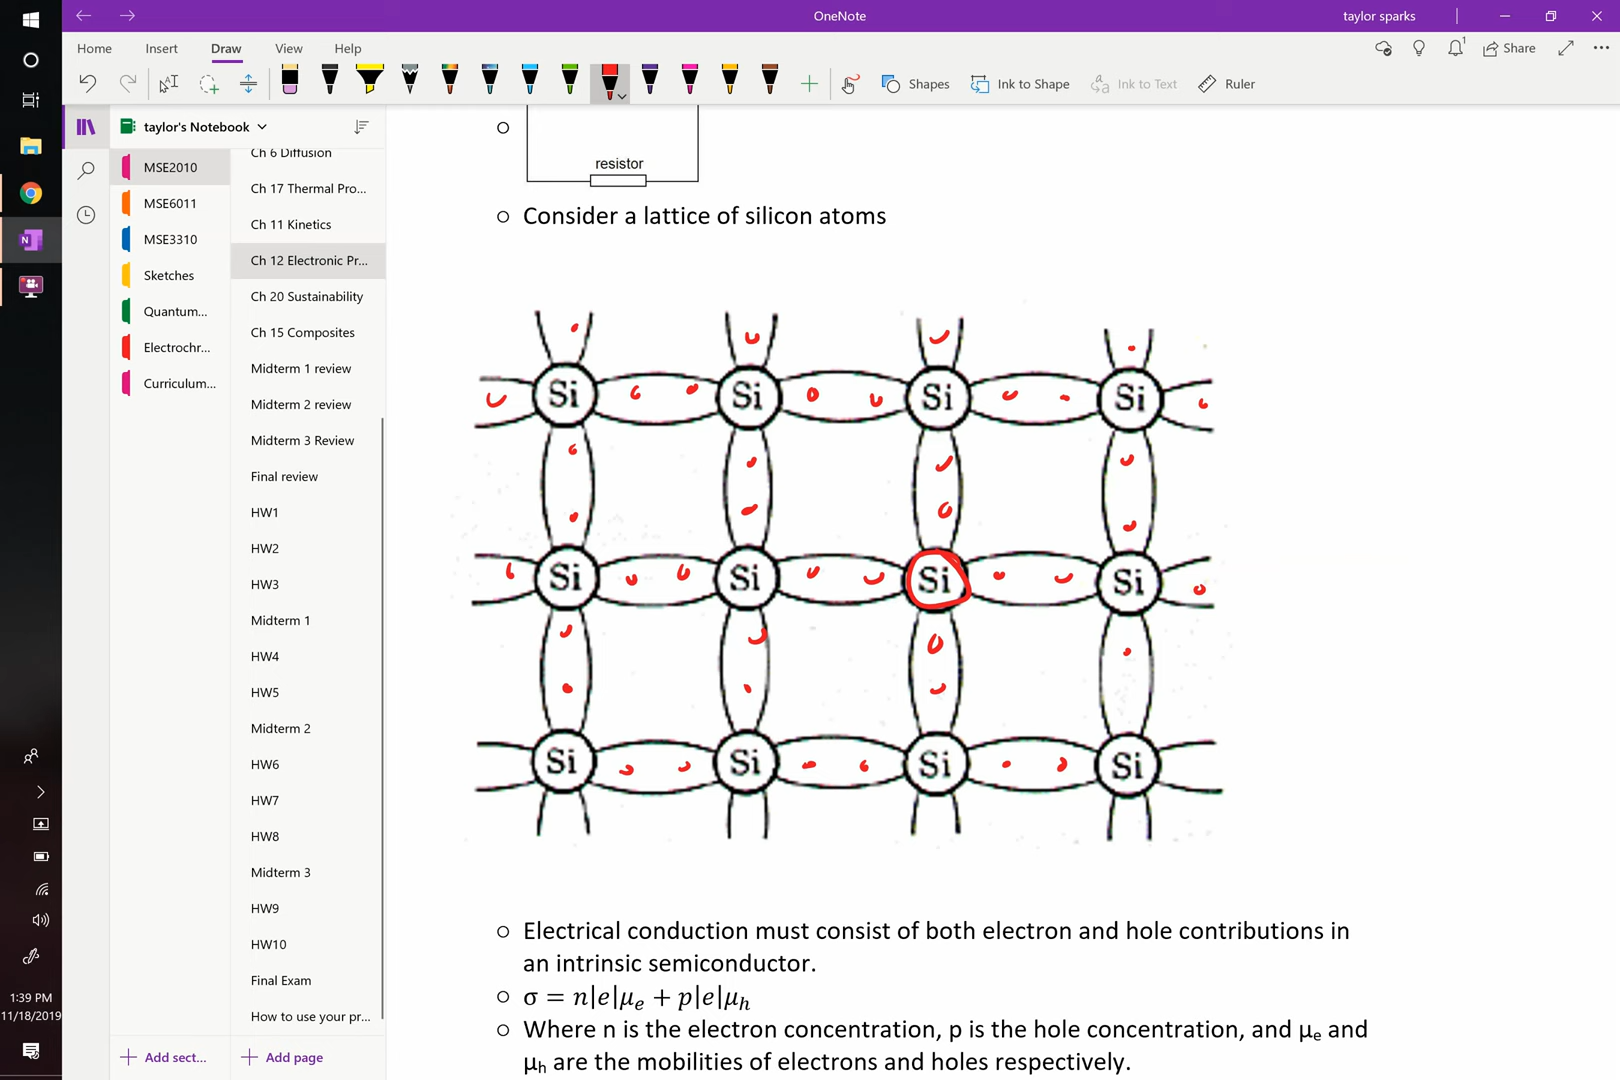 OneNote
taylor sparks
Home Insert Draw View Help
1
Share
Shapes Ink to Shape Ink to Text Ruler
taylor's Notebook
MSE2010
MSE6011
MSE3310
Sketches
Quantum...
Electrochr...
Curriculum...
Ch 6 Diffusion
Ch 17 Thermal Pro...
Ch 11 Kinetics
Ch 12 Electronic Pr...
Ch 20 Sustainability
Ch 15 Composites
Midterm 1 review
Midterm 2 review
Midterm 3 Review
Final review
HW1
HW2
HW3
Midterm 1
HW4
HW5
Midterm 2
HW6
HW7
HW8
Midterm 3
HW9
HW10
Final Exam
How to use your pr...
Add sect...
Add page
resistor
Consider a lattice of silicon atoms
Si Si Si Si
Si Si Si Si
Si Si Si Si
Electrical conduction must consist of both electron and hole contributions in
an intrinsic semiconductor.
σ = n|e|μₑ + p|e|μₕ
Where n is the electron concentration, p is the hole concentration, and μₑ and
μₕ are the mobilities of electrons and holes respectively.
N
1:39 PM
11/18/2019